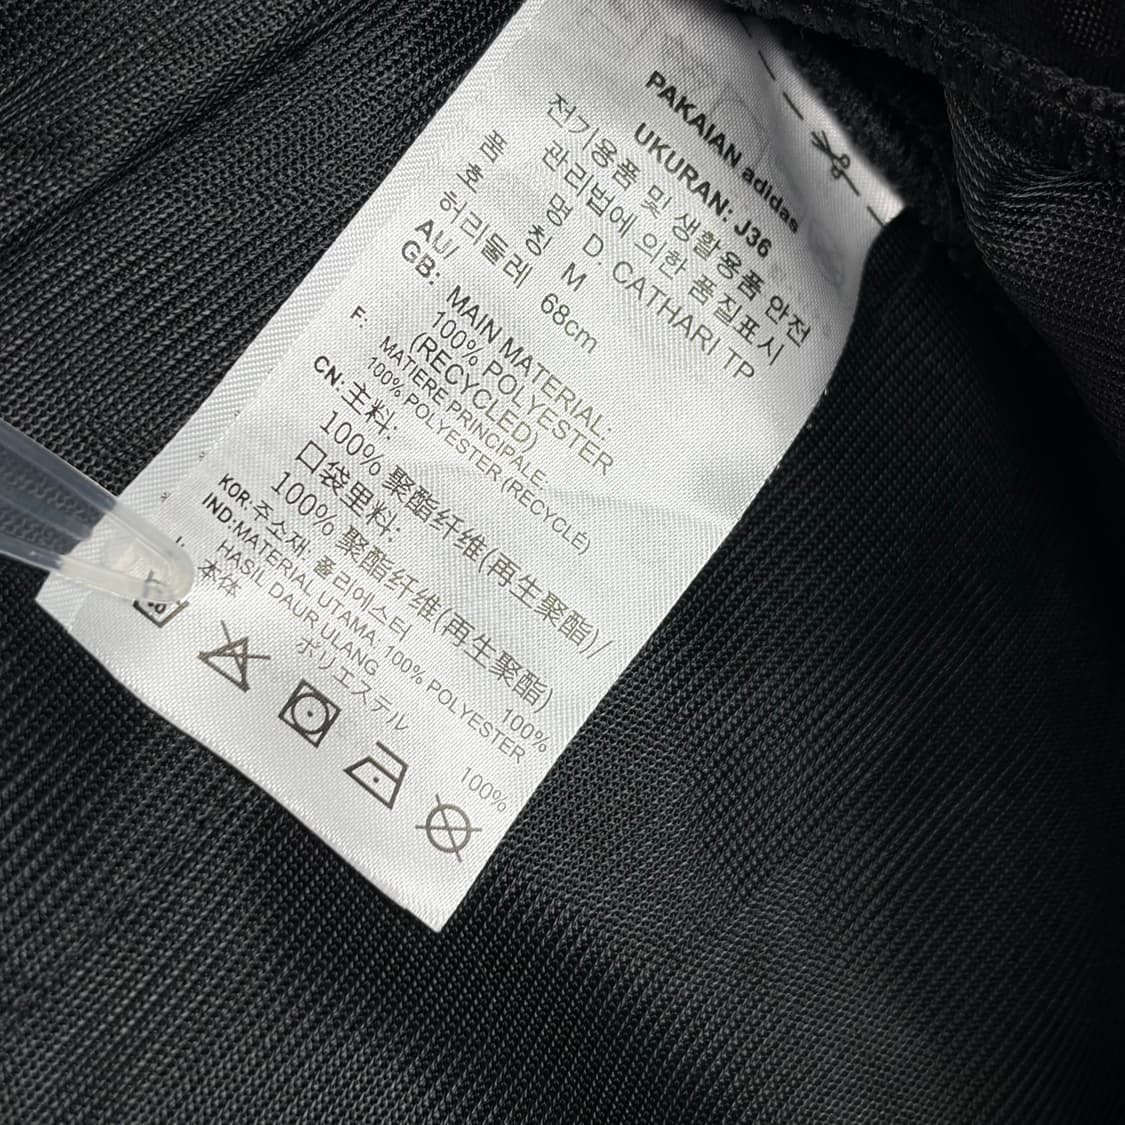 PAKAIAN adidas
UKURAN: J36
전기용품 및 생활용품 안전
관리법에 의한 품질표시
품 명 D. CATHARI TP
호 칭 M
허리둘레 68cm
AU/
GB: MAIN MATERIAL:
100% POLYESTER
(RECYCLED)
F: MATIERE PRINCIPALE:
100% POLYESTER (RECYCLÉ)
CN: 主料:
100% 聚酯纤维(再生聚酯)/
口袋里料:
100% 聚酯纤维(再生聚酯)
KOR: 주소재: 폴리에스터 100%
IND: MATERIAL UTAMA: 100% POLYESTER
HASIL DAUR ULANG
本体 ポリエステル 100%